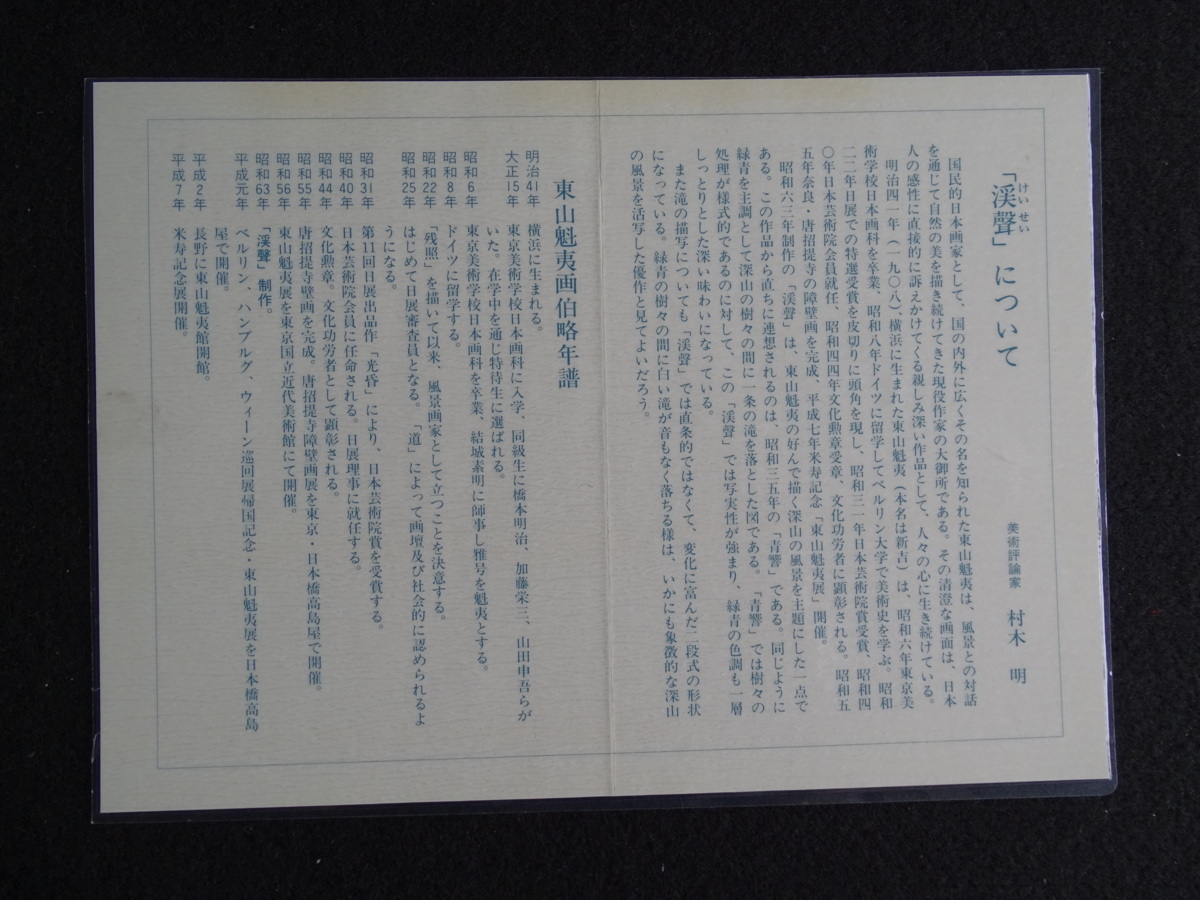 「渓聲」について
けいせい
美術評論家 村木 明
国民的日本画家として、国の内外に広くその名を知られた東山魁夷は、風景との対話
を通して自然の美を描き続けてきた現役作家の大御所である。その清澄な画面は、日本
人の感性に直接的に訴えかけてくる親しみ深い作品として、人々の心に生き続けている。
明治四一年（一九〇八）、横浜に生まれた東山魁夷（本名は新吉）は、昭和六年東京美
術学校日本画科を卒業、昭和八年ドイツに留学してベルリン大学で美術史を学ぶ。昭和
二二年日展での特選受賞を皮切りに頭角を現し、昭和三一年日本芸術院賞受賞、昭和四
〇年日本芸術院会員就任、昭和四四年文化勲章受章、文化功労者に顕彰される。昭和五
五年奈良・唐招提寺の障壁画を完成、平成七年米寿記念「東山魁夷展」開催。
昭和六三年制作の「渓聲」は、東山魁夷の好んで描く深山の風景を主題にした一点で
ある。この作品から直ちに連想されるのは、昭和三五年の「青響」である。同じように
緑青を主調として深山の樹々の間に一条の滝を落とした図である。「青響」では樹々の
処理が様式的であるのに対して、この「渓聲」では写実性が強まり、緑青の色調も一層
しっとりとした深い味わいになっている。
また滝の描写についても「渓聲」では直条的ではなくて、変化に富んだ二段式の形状
になっている。緑青の樹々の間に白い滝が音もなく落ちる様は、いかにも象徴的な深山
の風景を活写した優作と見てよいだろう。
東山魁夷画伯略年譜
明治41年 横浜に生まれる。
大正15年 東京美術学校日本画科に入学、同級生に橋本明治、加藤栄三、山田申吾らが
いた。在学中を通じ特待生に選ばれる。
昭和6年 東京美術学校日本画科を卒業、結城素明に師事し雅号を魁夷とする。
昭和8年 ドイツに留学する。
昭和22年 「残照」を描いて以来、風景画家として立つことを決意する。
昭和25年 はじめて日展審査員となる。「道」によって画壇及び社会的に認められるよ
うになる。
昭和31年 第11回日展出品作「光昏」により、日本芸術院賞を受賞する。
昭和40年 日本芸術院会員に任命される。日展理事に就任する。
昭和44年 文化勲章。文化功労者として顕彰される。
昭和55年 唐招提寺壁画を完成。唐招提寺障壁画展を東京・日本橋高島屋で開催。
昭和56年 東山魁夷展を東京国立近代美術館にて開催。
昭和63年 「渓聲」制作。
平成元年 ベルリン、ハンブルグ、ウィーン巡回展帰国記念・東山魁夷展を日本橋高島
屋で開催。
平成2年 長野に東山魁夷館開館。
平成7年 米寿記念展開催。